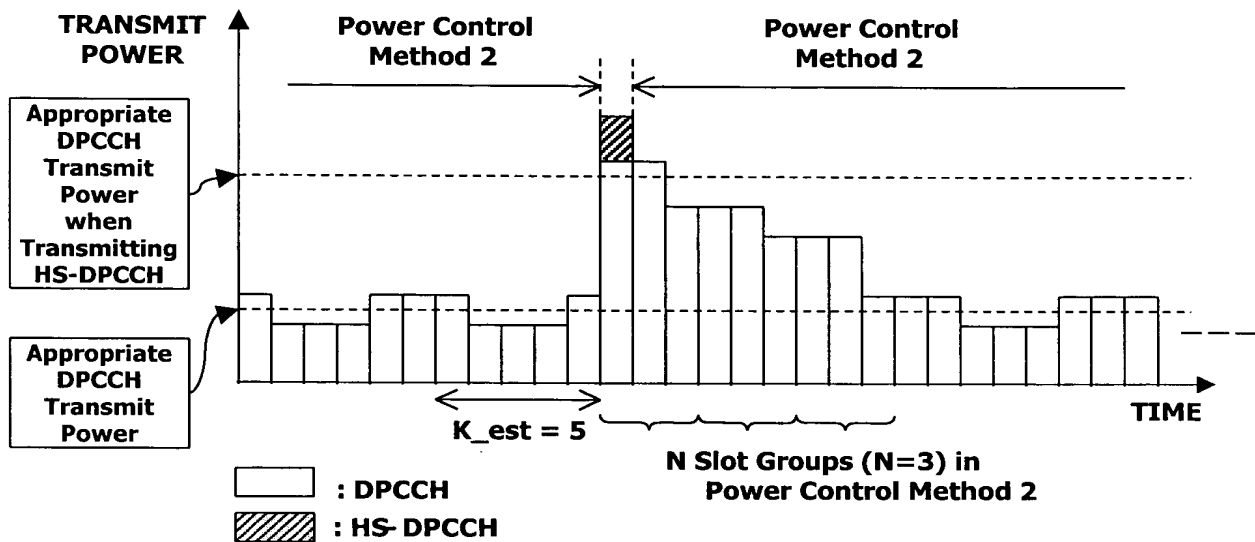 TRANSMIT
POWER
Power Control
Method 2
Power Control
Method 2
Appropriate
DPCCH
Transmit
Power
when
Transmitting
HS-DPCCH
Appropriate
DPCCH
Transmit
Power
K_est = 5
TIME
N Slot Groups (N=3) in
Power Control Method 2
: DPCCH
: HS-DPCCH